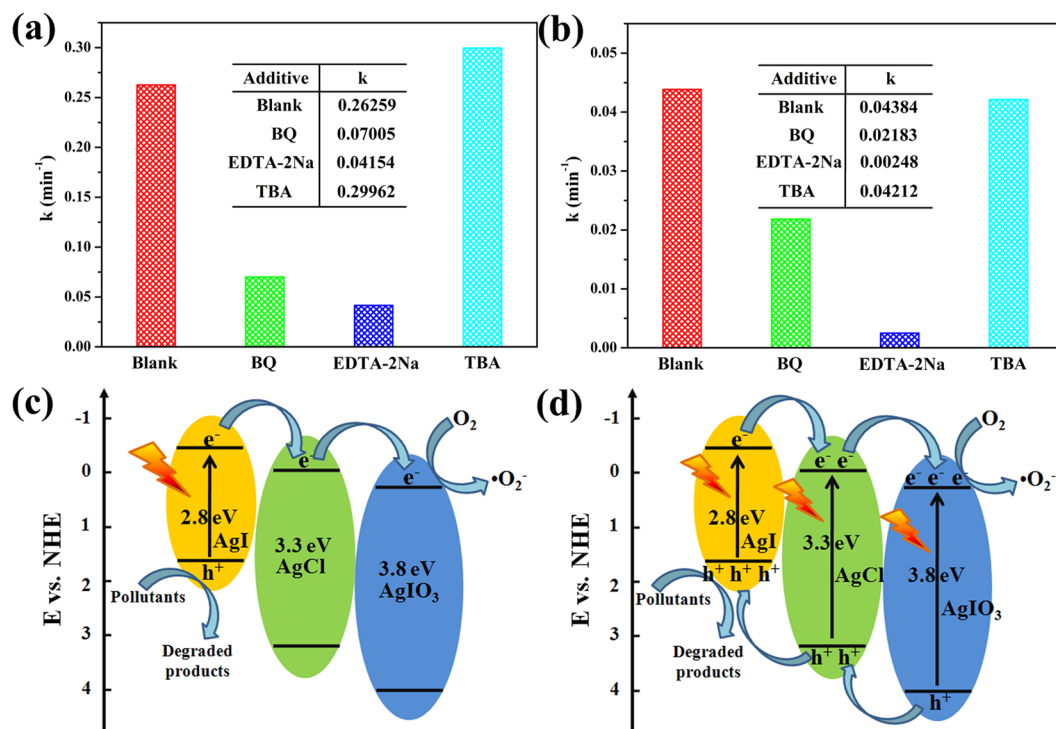 (a)
k (min⁻¹)
0.30
0.25
0.20
0.15
0.10
0.05
0.00
Additive k
Blank 0.26259
BQ 0.07005
EDTA-2Na 0.04154
TBA 0.29962
Blank BQ EDTA-2Na TBA
(b)
k (min⁻¹)
0.05
0.04
0.03
0.02
0.004
0.000
Additive k
Blank 0.04384
BQ 0.02183
EDTA-2Na 0.00248
TBA 0.04212
Blank BQ EDTA-2Na TBA
(c)
E vs. NHE
-1
0
1
2
3
4
e⁻
2.8 eV
AgI
h⁺
Pollutants
Degraded
products
e⁻
3.3 eV
AgCl
e⁻
3.8 eV
AgIO₃
O₂
•O₂⁻
(d)
E vs. NHE
-1
0
1
2
3
4
e⁻
2.8 eV
AgI
h⁺ h⁺ h⁺
Pollutants
Degraded
products
e⁻ e⁻
3.3 eV
AgCl
h⁺ h⁺
e⁻ e⁻ e⁻
3.8 eV
AgIO₃
h⁺
O₂
•O₂⁻